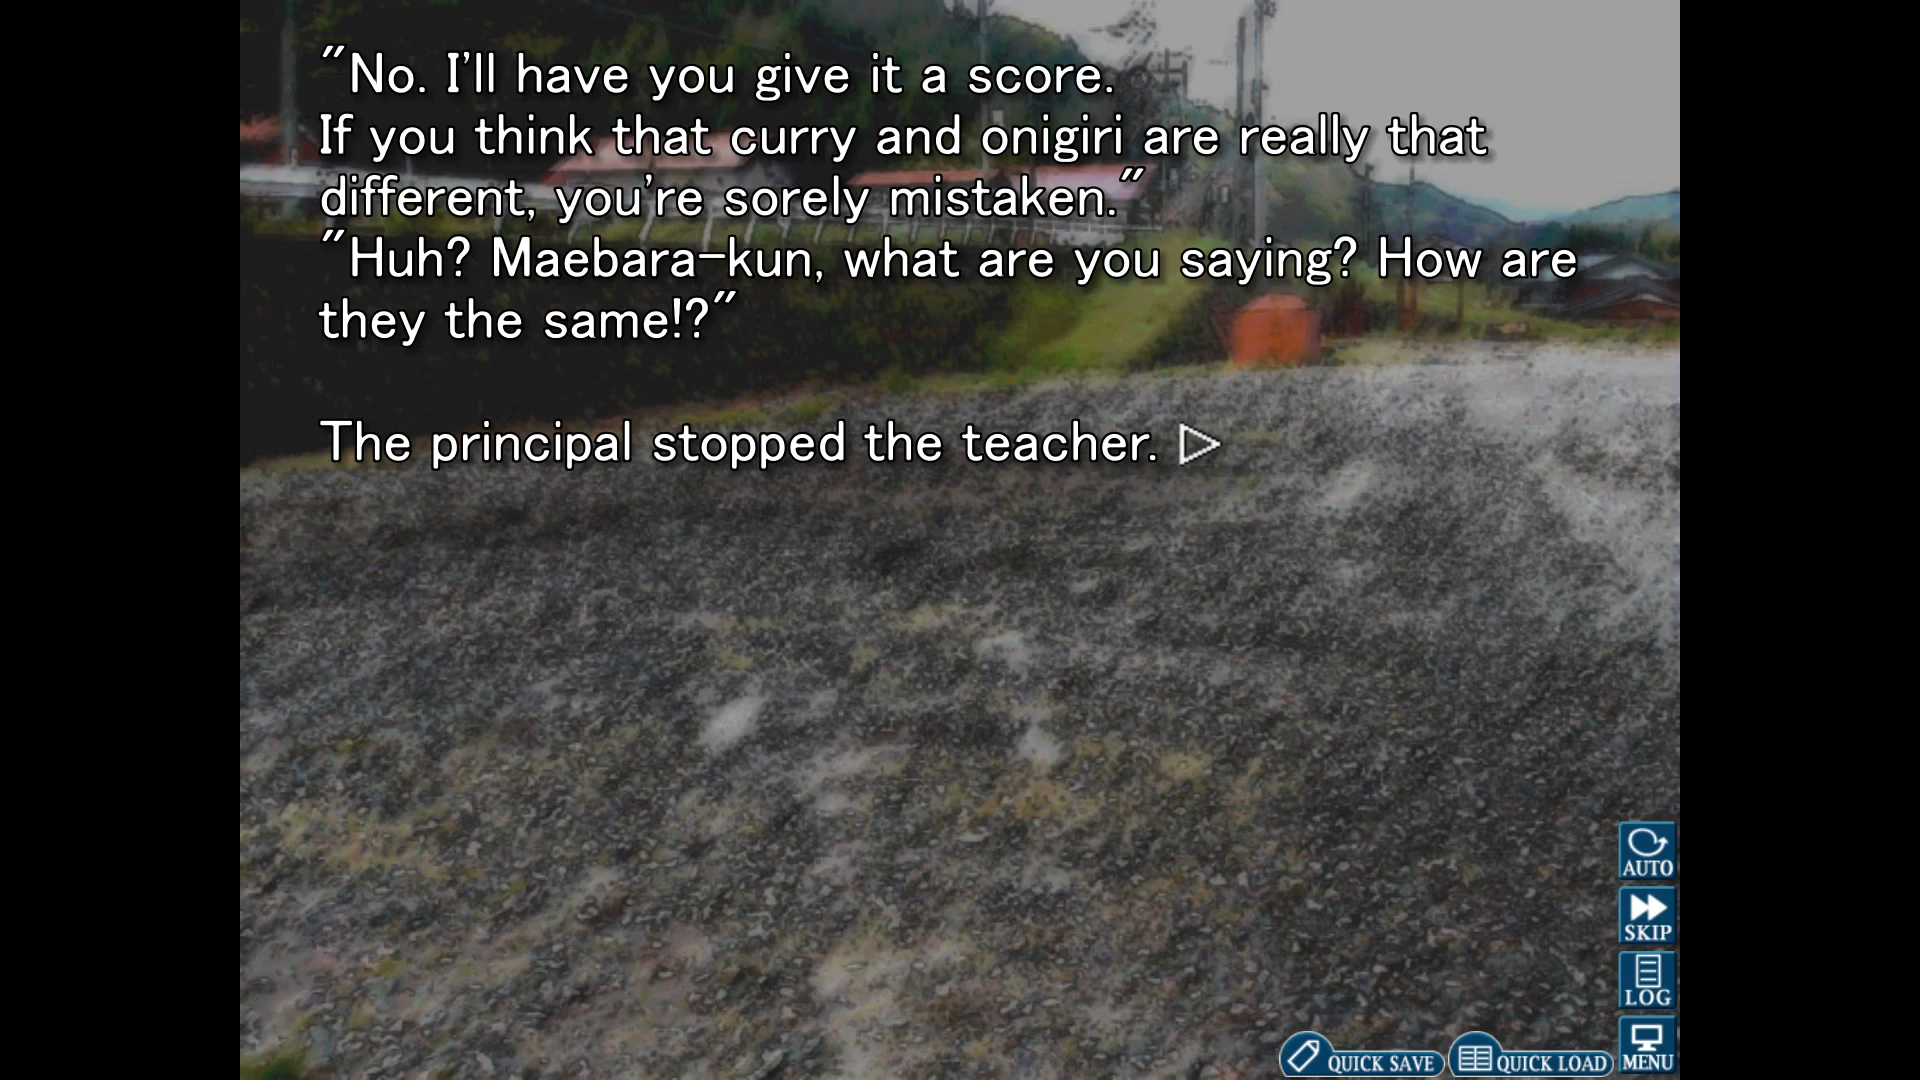 "No. I'll have you give it a score.
If you think that curry and onigiri are really that
different, you're sorely mistaken."
"Huh? Maebara-kun, what are you saying? How are
they the same!?"
The principal stopped the teacher.
AUTO
SKIP
LOG
MENU
QUICK SAVE
QUICK LOAD